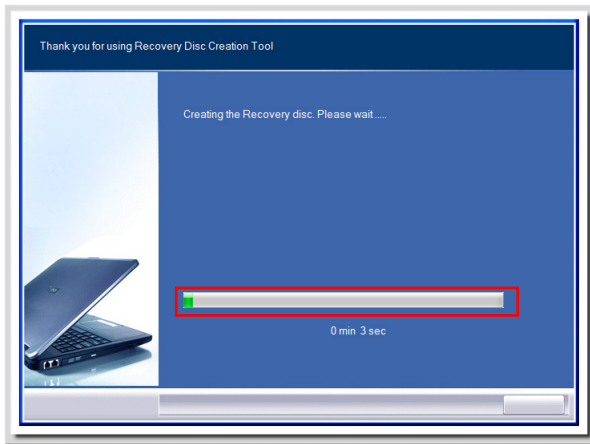 Thank you for using Recovery Disc Creation Tool
Creating the Recovery disc. Please wait .....
0 min 3 sec